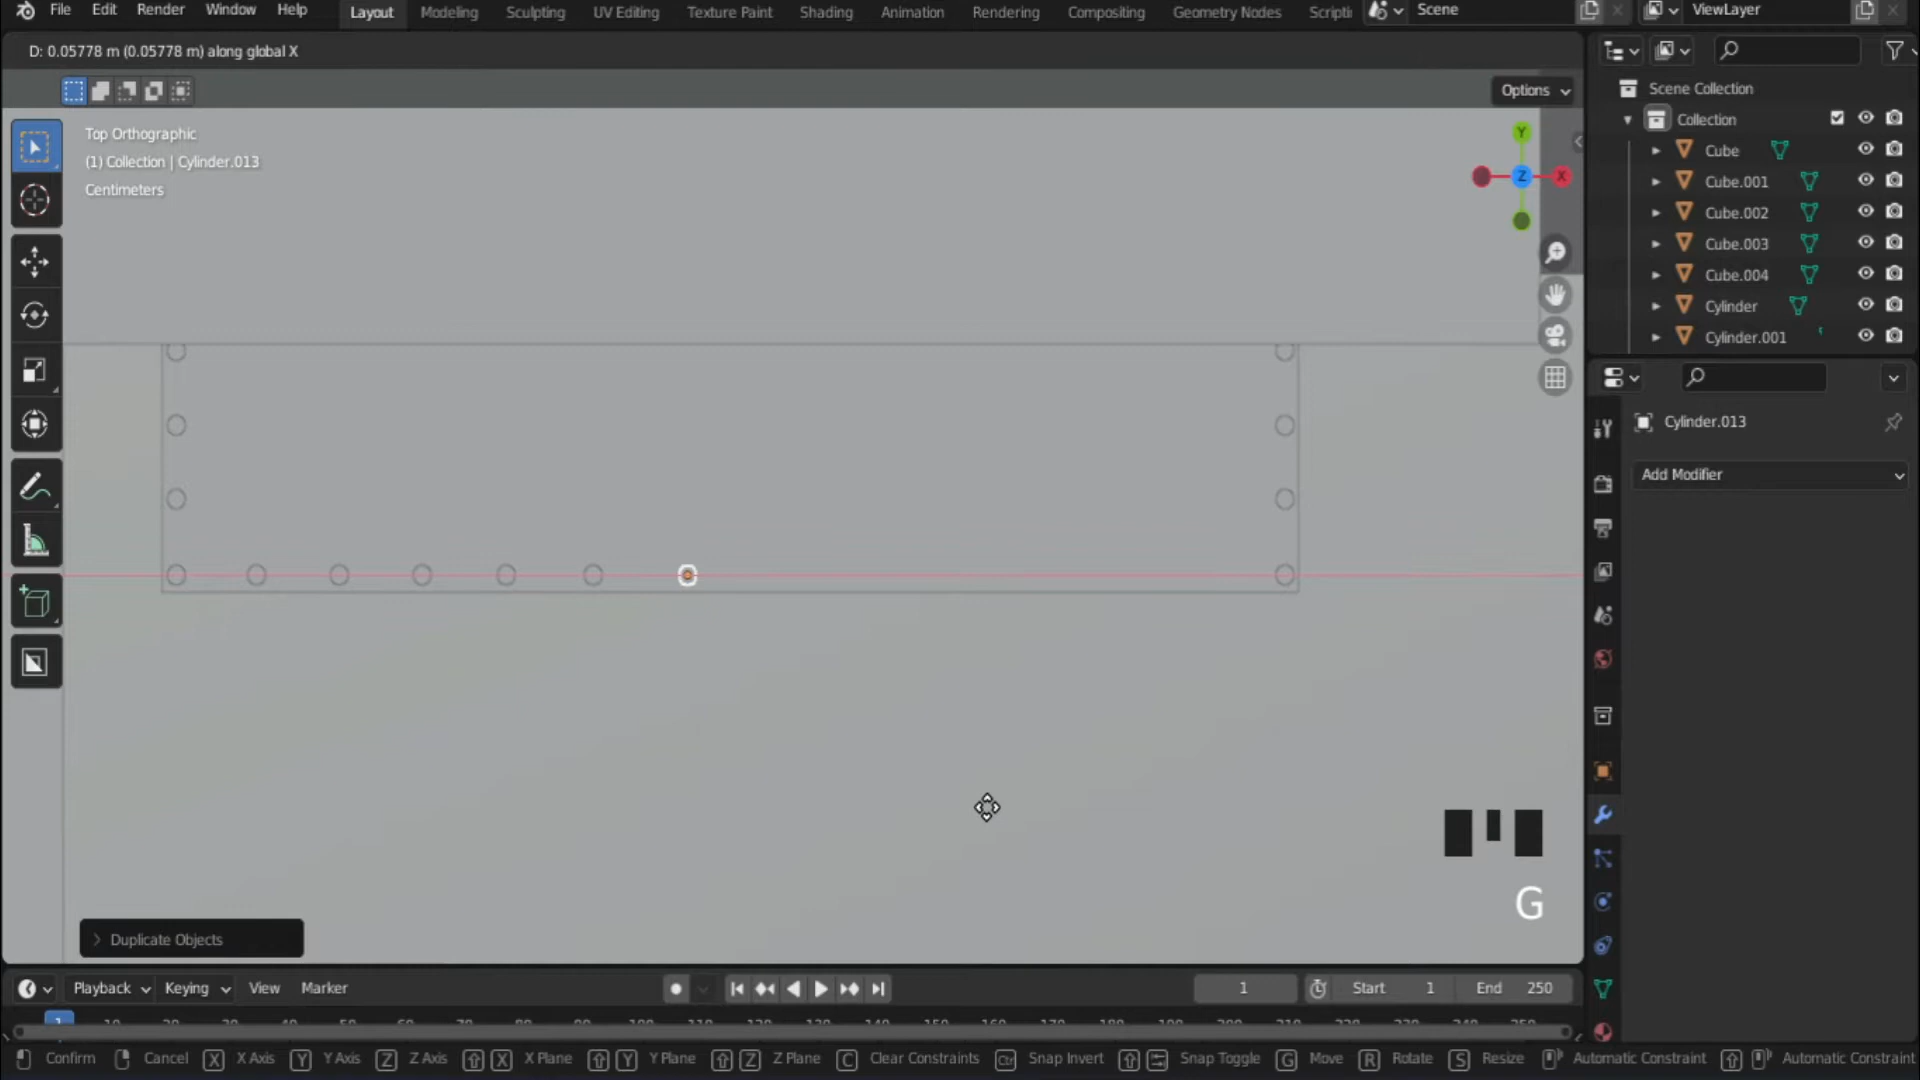 File Edit Render Window Help Layout Modeling Sculpting UV Editing Texture Paint Shading Animation Rendering Compositing Geometry Nodes Scripti Scene ViewLayer
D: 0.05778 m (0.05778 m) along global X
Options
Top Orthographic
(1) Collection | Cylinder.013
Centimeters
Y
Z
X
Scene Collection
Collection
Cube
Cube.001
Cube.002
Cube.003
Cube.004
Cylinder
Cylinder.001
Cylinder.013
Add Modifier
G
Duplicate Objects
Playback Keying View Marker 1 Start 1 End 250
1
Confirm Cancel X X Axis Y Y Axis Z Z Axis X X Plane Y Y Plane Z Z Plane C Clear Constraints Ctrl Snap Invert Snap Toggle G Move R Rotate S Resize Automatic Constraint Automatic Constraint